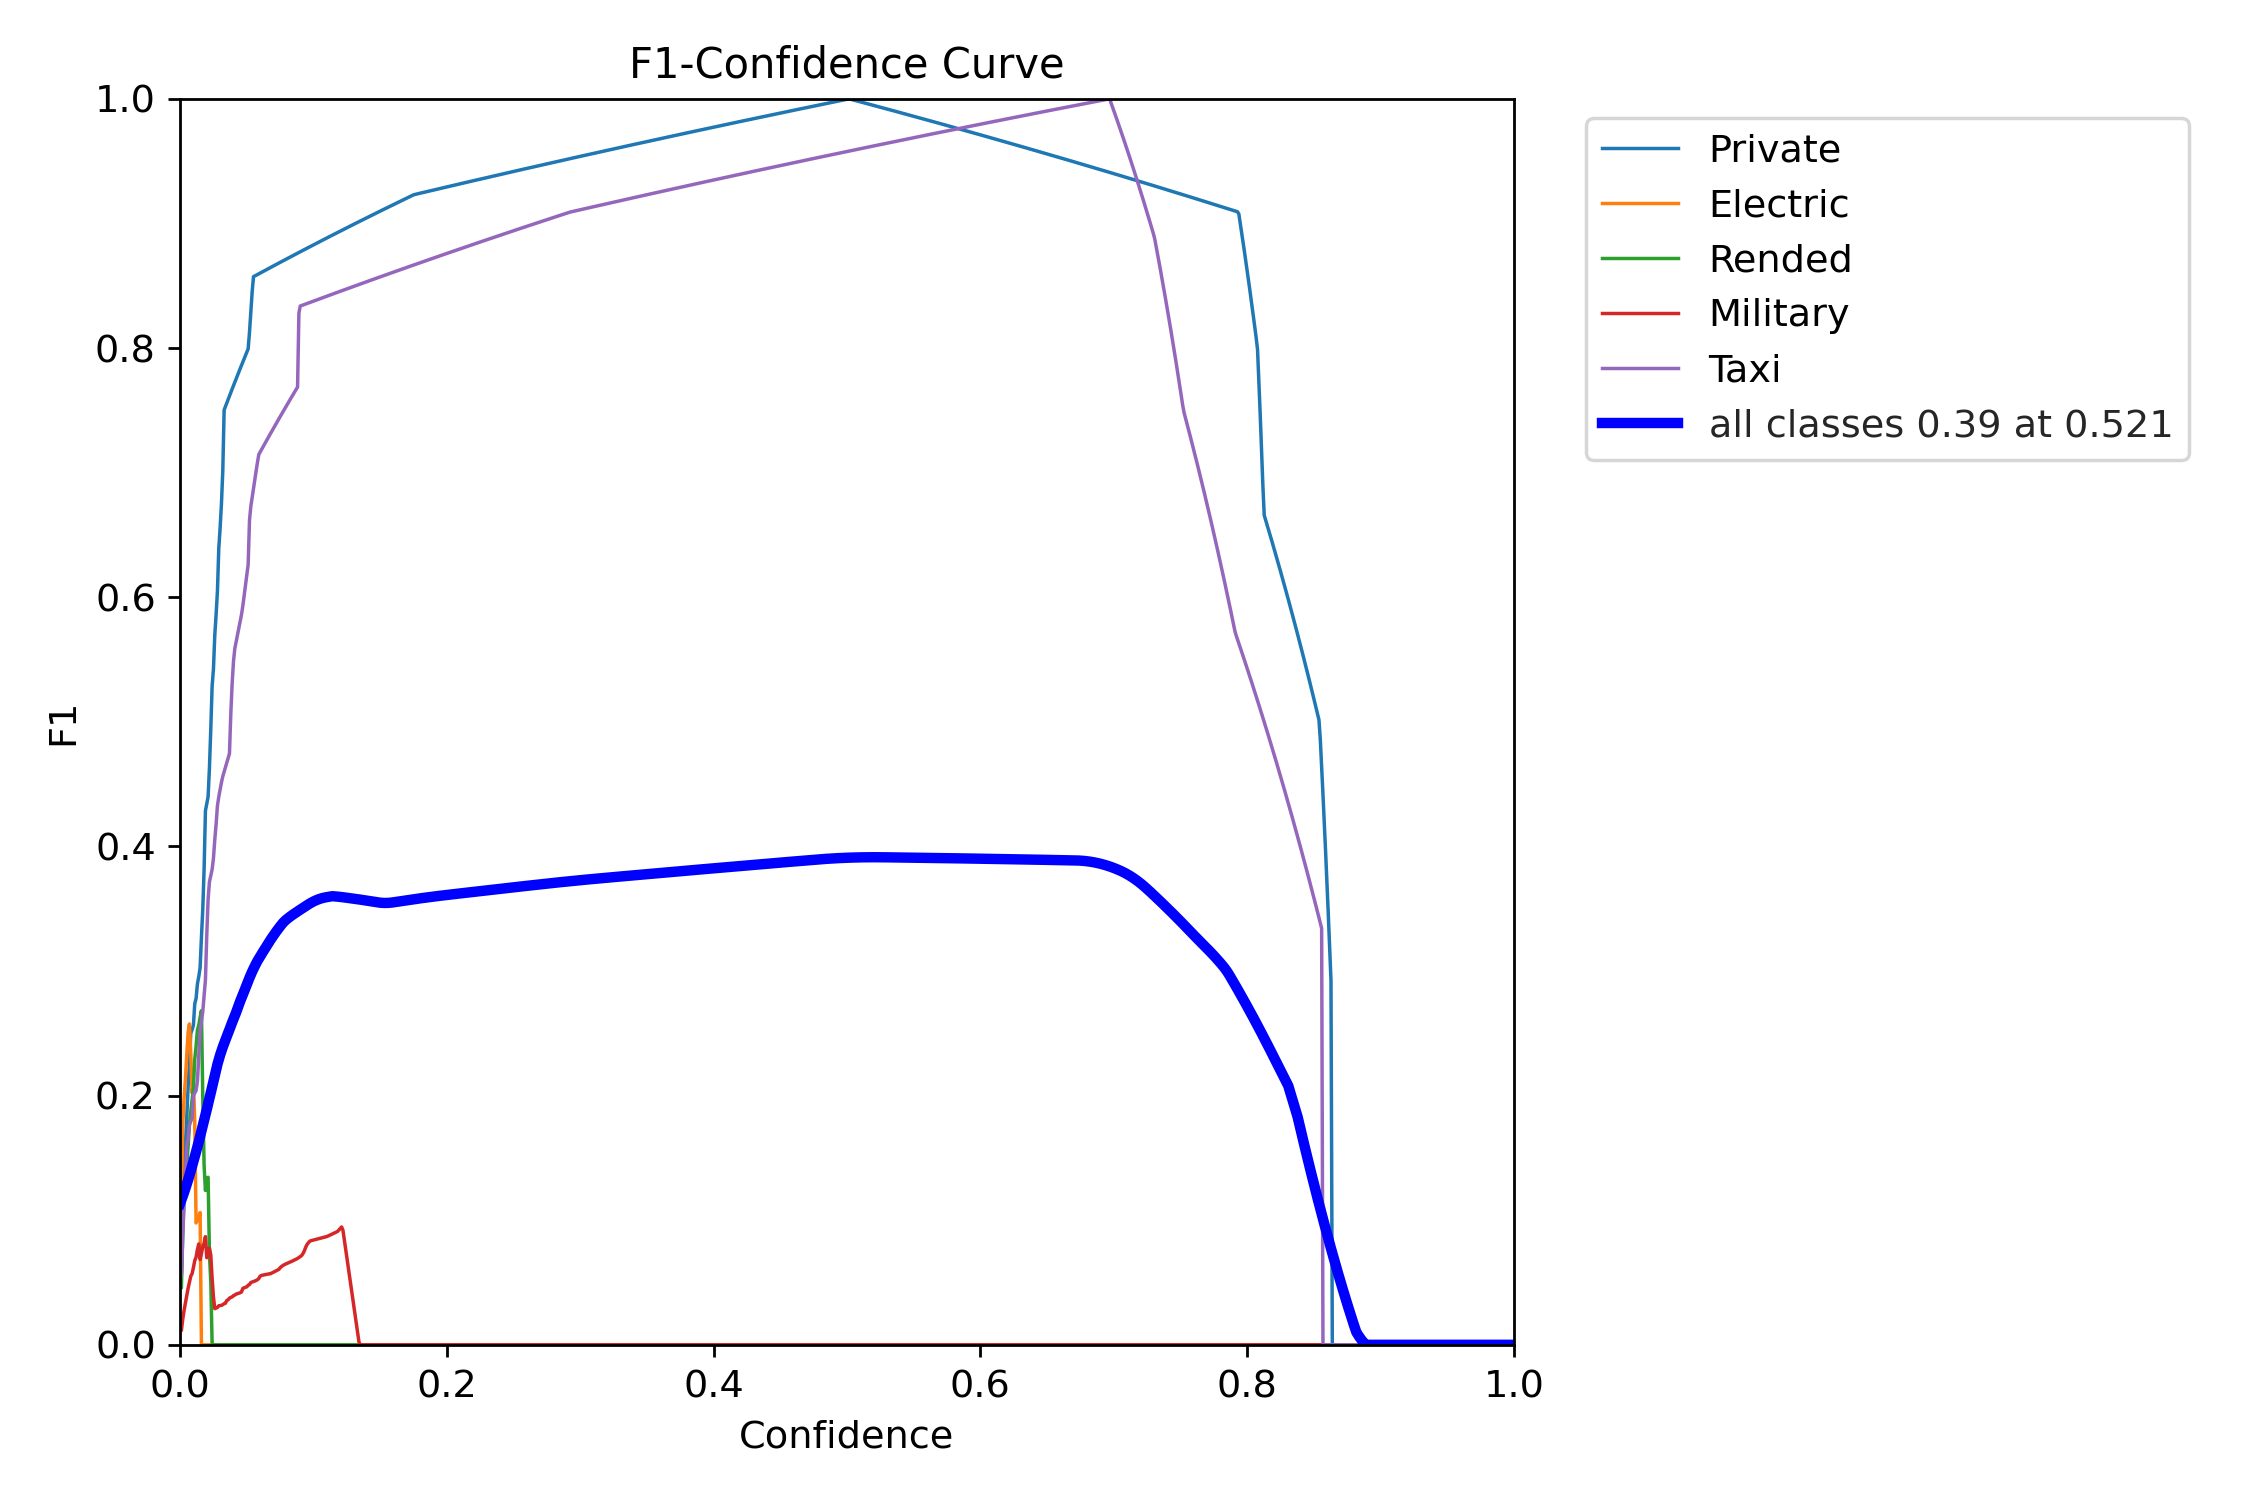 F1-Confidence Curve
1.0
0.8
0.6
0.4
0.2
0.0
F1
0.0 0.2 0.4 0.6 0.8 1.0
Confidence
Private
Electric
Rended
Military
Taxi
all classes 0.39 at 0.521